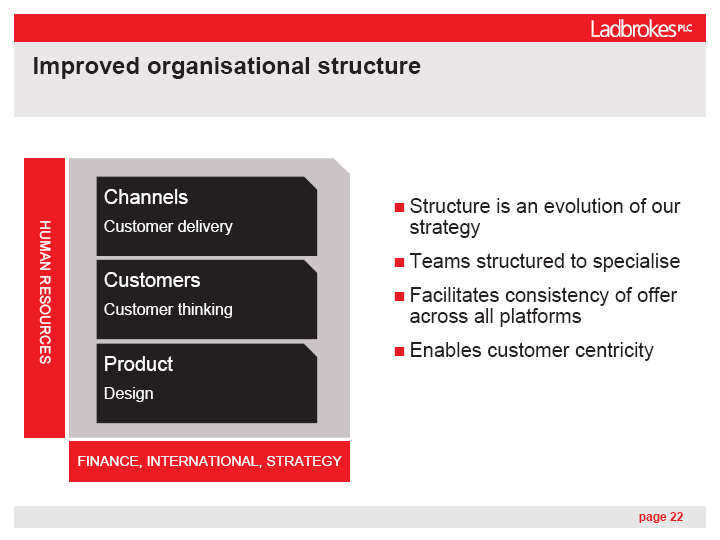 Ladbrokes PLC
Improved organisational structure
HUMAN RESOURCES
Channels
Customer delivery
Customers
Customer thinking
Product
Design
FINANCE, INTERNATIONAL, STRATEGY
Structure is an evolution of our
strategy
Teams structured to specialise
Facilitates consistency of offer
across all platforms
Enables customer centricity
page 22